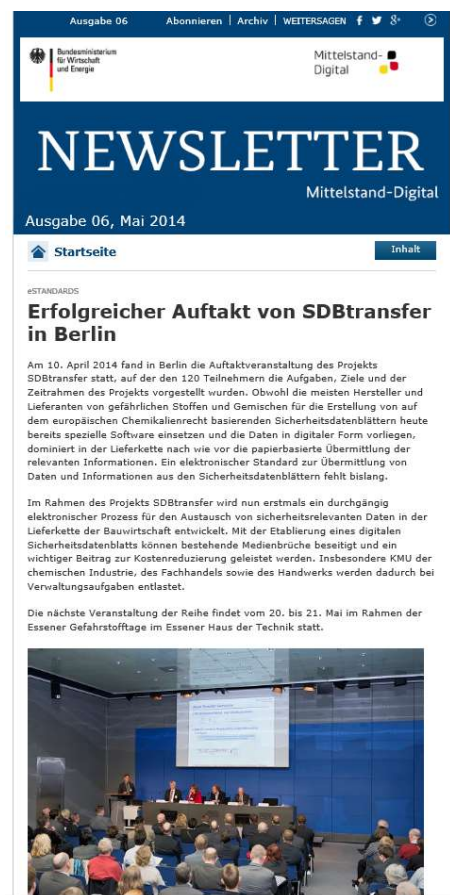 Ausgabe 06 Abonnieren | Archiv | WEITERSAGEN
Bundesministerium
für Wirtschaft
und Energie
Mittelstand-
Digital
NEWSLETTER
Mittelstand-Digital
Ausgabe 06, Mai 2014
Startseite
Inhalt
eSTANDARDS
Erfolgreicher Auftakt von SDBtransfer
in Berlin
Am 10. April 2014 fand in Berlin die Auftaktveranstaltung des Projekts
SDBtransfer statt, auf der den 120 Teilnehmern die Aufgaben, Ziele und der
Zeitrahmen des Projekts vorgestellt wurden. Obwohl die meisten Hersteller und
Lieferanten von gefährlichen Stoffen und Gemischen für die Erstellung von auf
dem europäischen Chemikalienrecht basierenden Sicherheitsdatenblättern heute
bereits spezielle Software einsetzen und die Daten in digitaler Form vorliegen,
dominiert in der Lieferkette nach wie vor die papierbasierte Übermittlung der
relevanten Informationen. Ein elektronischer Standard zur Übermittlung von
Daten und Informationen aus den Sicherheitsdatenblättern fehlt bislang.
Im Rahmen des Projekts SDBtransfer wird nun erstmals ein durchgängig
elektronischer Prozess für den Austausch von sicherheitsrelevanten Daten in der
Lieferkette der Bauwirtschaft entwickelt. Mit der Etablierung eines digitalen
Sicherheitsdatenblatts können bestehende Medienbrüche beseitigt und ein
wichtiger Beitrag zur Kostenreduzierung geleistet werden. Insbesondere KMU der
chemischen Industrie, des Fachhandels sowie des Handwerks werden dadurch bei
Verwaltungsaufgaben entlastet.
Die nächste Veranstaltung der Reihe findet vom 20. bis 21. Mai im Rahmen der
Essener Gefahrstofftage im Essener Haus der Technik statt.